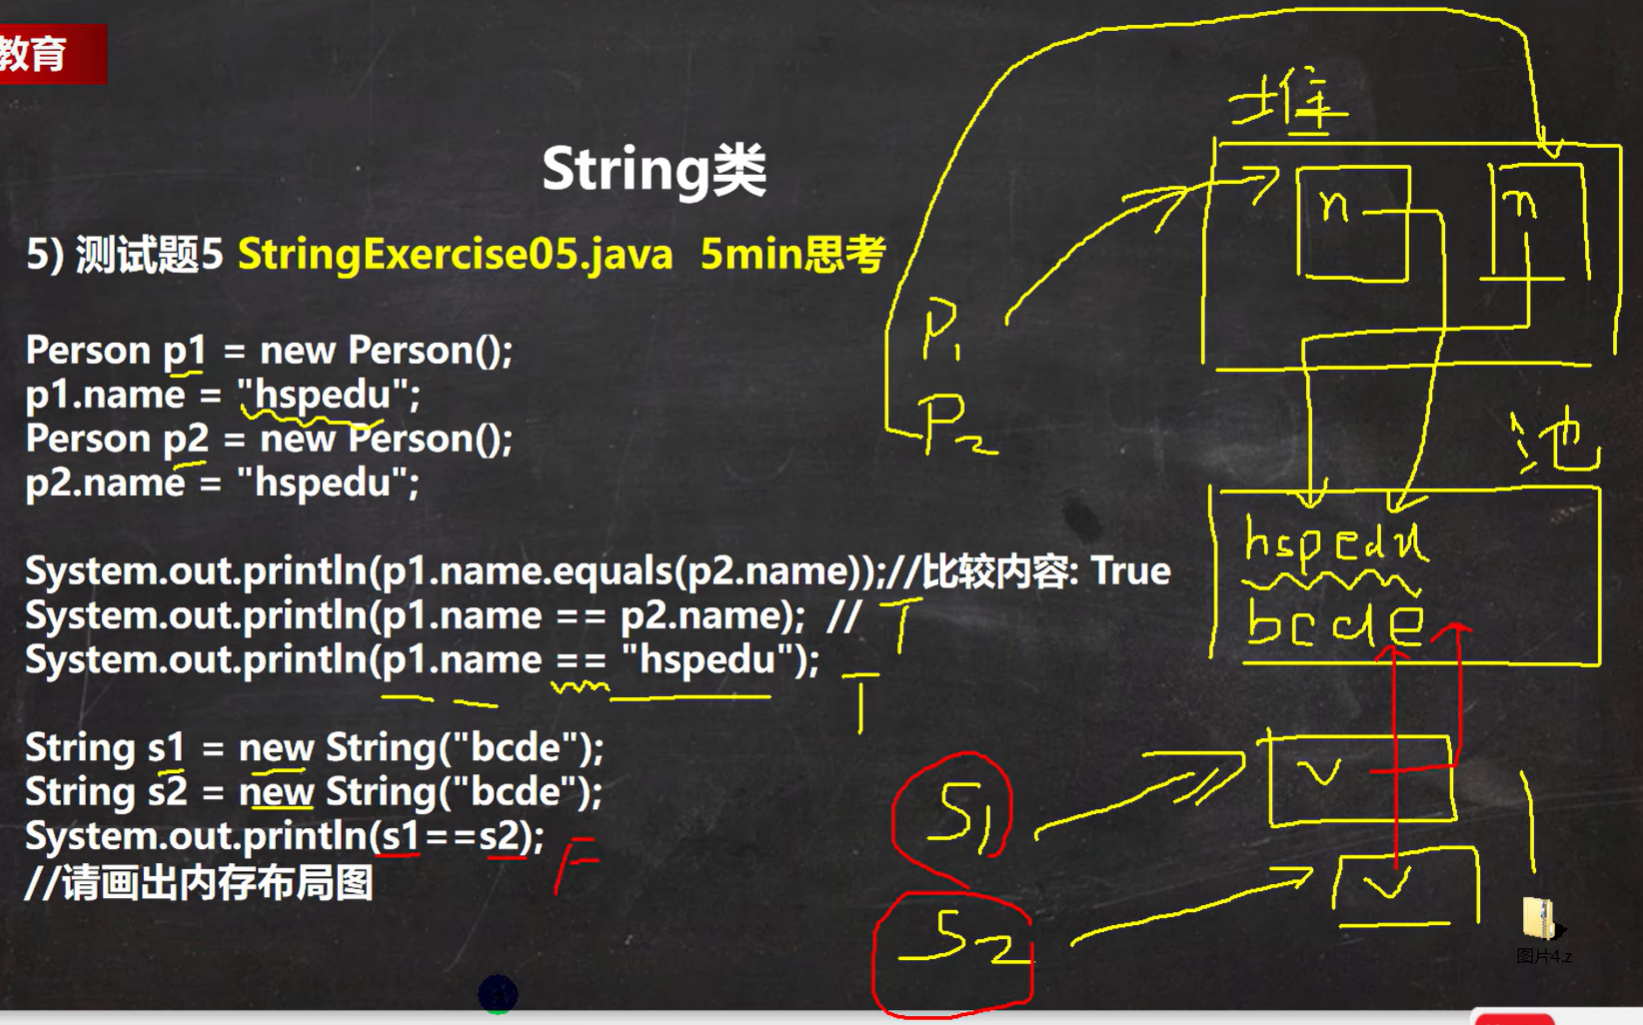 教育
String类
5) 测试题5 StringExercise05.java 5min思考
Person p1 = new Person();
p1.name = "hspedu";
Person p2 = new Person();
p2.name = "hspedu";
System.out.println(p1.name.equals(p2.name));//比较内容: True
System.out.println(p1.name == p2.name); // T
System.out.println(p1.name == "hspedu"); T
String s1 = new String("bcde");
String s2 = new String("bcde");
System.out.println(s1==s2); F
//请画出内存布局图
堆
n n
P1
P2
池
hspedu
bcde
S1
V
S2
V
图片4.z